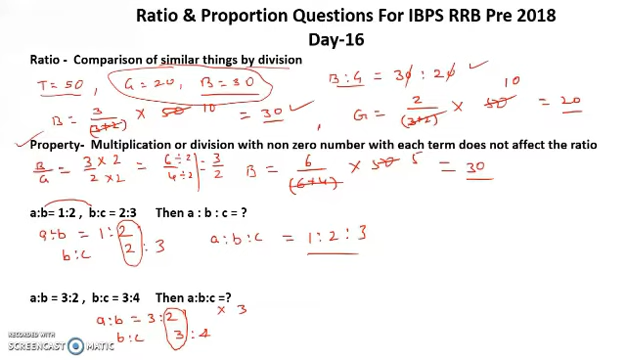 Ratio & Proportion Questions For IBPS RRB Pre 2018
Day-16
Ratio - Comparison of similar things by division
T = 50 , G = 20 , B = 30
B : G = 30 : 20 ✓
B = 3/(3+2) × 50 10 = 30 ✓ , G = 2/(3+2) × 50 10 = 20
✓ Property- Multiplication or division with non zero number with each term does not affect the ratio
B/G = 3 × 2/2 × 2 = 6 ÷ 2/4 ÷ 2 = 3/2 B = 6/(6+4) × 50 5 = 30
a:b= 1:2 , b:c = 2:3 Then a : b : c = ?
a:b = 1 : 2
b:c 2 : 3
a : b : c = 1 : 2 : 3
a:b = 3:2 , b:c = 3:4 Then a:b:c =?
a:b = 3 : 2 × 3
b:c 3 : 4
RECORDED WITH
SCREENCAST MATIC